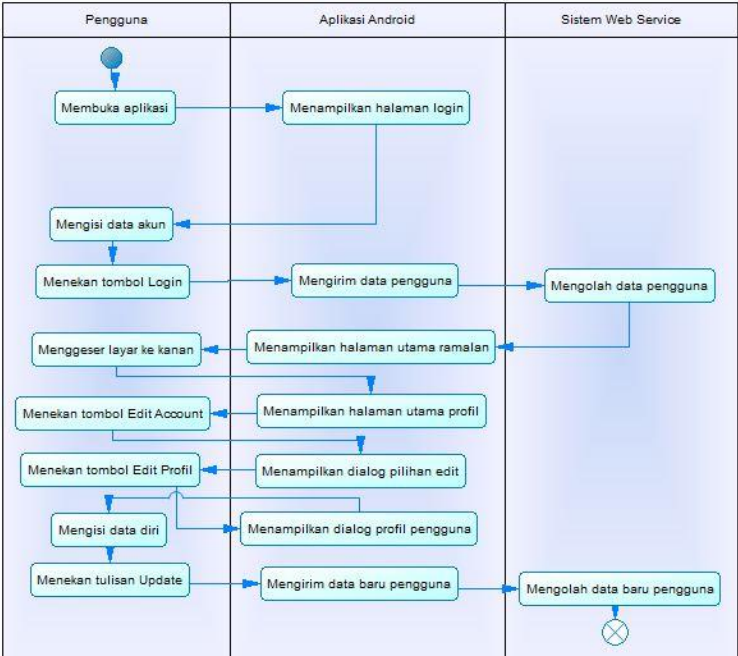 Pengguna
Aplikasi Android
Sistem Web Service
Membuka aplikasi
Menampilkan halaman login
Mengisi data akun
Menekan tombol Login
Mengirim data pengguna
Mengolah data pengguna
Menampilkan halaman utama ramalan
Menggeser layar ke kanan
Menampilkan halaman utama profil
Menekan tombol Edit Account
Menampilkan dialog pilihan edit
Menekan tombol Edit Profil
Menampilkan dialog profil pengguna
Mengisi data diri
Menekan tulisan Update
Mengirim data baru pengguna
Mengolah data baru pengguna